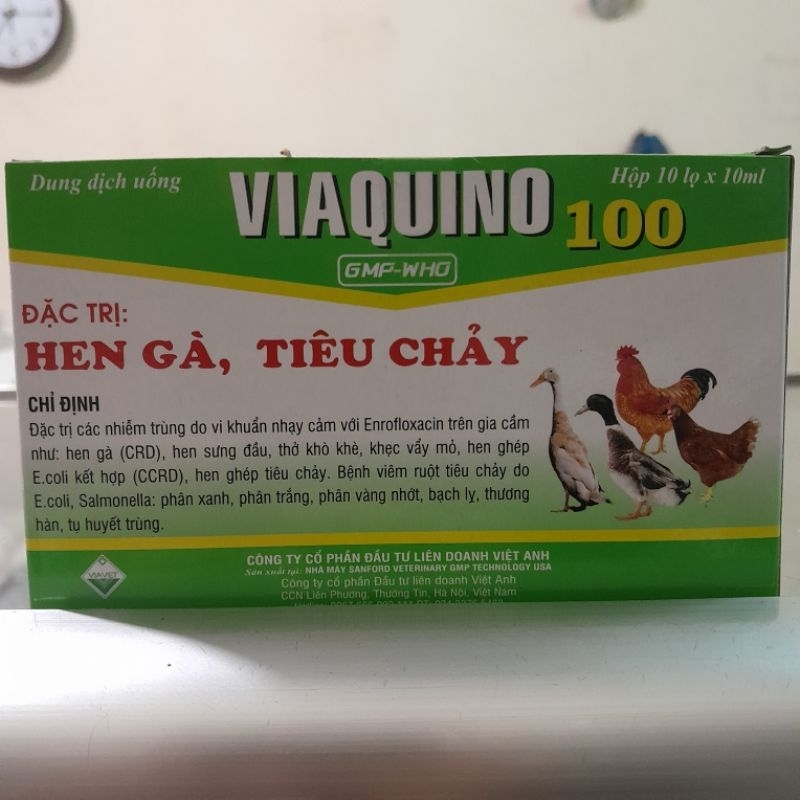 Dung dịch uống
VIAQUINO 100
Hộp 10 lọ x 10ml
GMP-WHO
ĐẶC TRỊ:
HEN GÀ, TIÊU CHẢY
CHỈ ĐỊNH
Đặc trị các nhiễm trùng do vi khuẩn nhạy cảm với Enrofloxacin trên gia cầm
như: hen gà (CRD), hen sưng đầu, thở khò khè, khẹc vẩy mỏ, hen ghép
E.coli kết hợp (CCRD), hen ghép tiêu chảy. Bệnh viêm ruột tiêu chảy do
E.coli, Salmonella: phân xanh, phân trắng, phân vàng nhớt, bạch lỵ, thương
hàn, tụ huyết trùng.
VIAVET
CÔNG TY CỔ PHẦN ĐẦU TƯ LIÊN DOANH VIỆT ANH
Sản xuất tại: NHÀ MÁY SANFORD VETERINARY GMP TECHNOLOGY USA
Công ty cổ phần Đầu tư liên doanh Việt Anh
CCN Liên Phương, Thường Tín, Hà Nội, Việt Nam